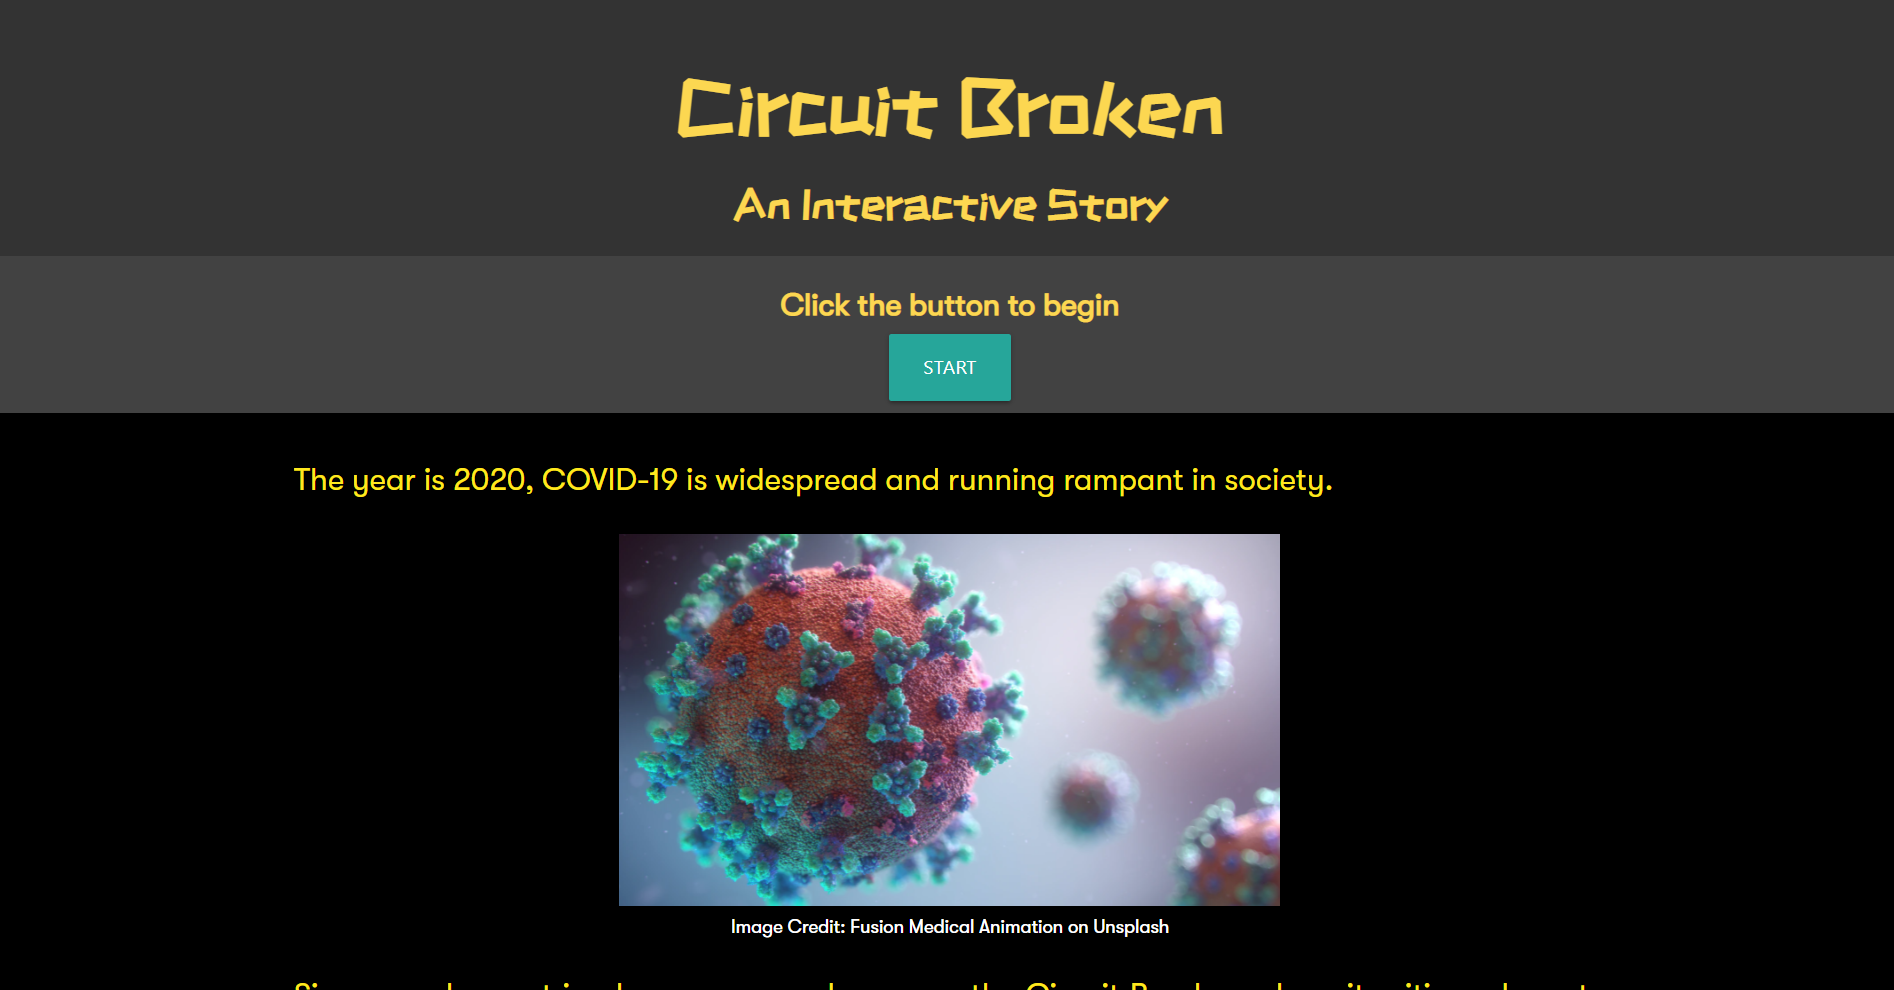 Circuit Broken
An Interactive Story
Click the button to begin
START
The year is 2020, COVID-19 is widespread and running rampant in society.
Image Credit: Fusion Medical Animation on Unsplash